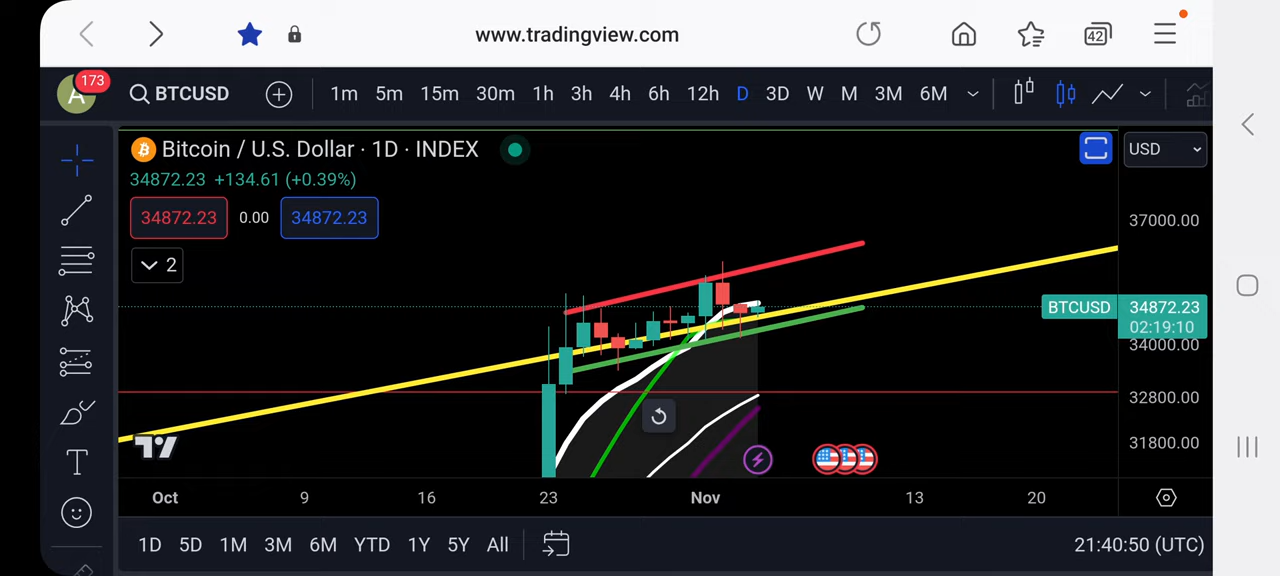 www.tradingview.com
42
A 173 BTCUSD 1m 5m 15m 30m 1h 3h 4h 6h 12h D 3D W M 3M 6M
Bitcoin / U.S. Dollar · 1D · INDEX USD
34872.23 +134.61 (+0.39%)
34872.23 0.00 34872.23
37000.00
2
BTCUSD 34872.23
02:19:10
34000.00
32800.00
31800.00
T
Oct 9 16 23 Nov 13 20
1D 5D 1M 3M 6M YTD 1Y 5Y All 21:40:50 (UTC)